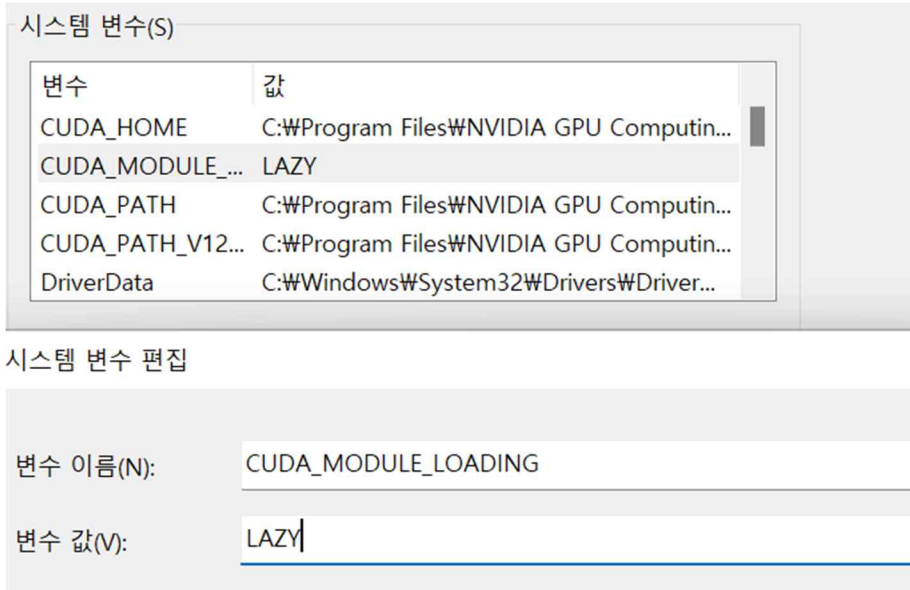 시스템 변수(S)
변수 값
CUDA_HOME C:₩Program Files₩NVIDIA GPU Computin...
CUDA_MODULE_... LAZY
CUDA_PATH C:₩Program Files₩NVIDIA GPU Computin...
CUDA_PATH_V12... C:₩Program Files₩NVIDIA GPU Computin...
DriverData C:₩Windows₩System32₩Drivers₩Driver...
시스템 변수 편집
변수 이름(N): CUDA_MODULE_LOADING
변수 값(V): LAZY